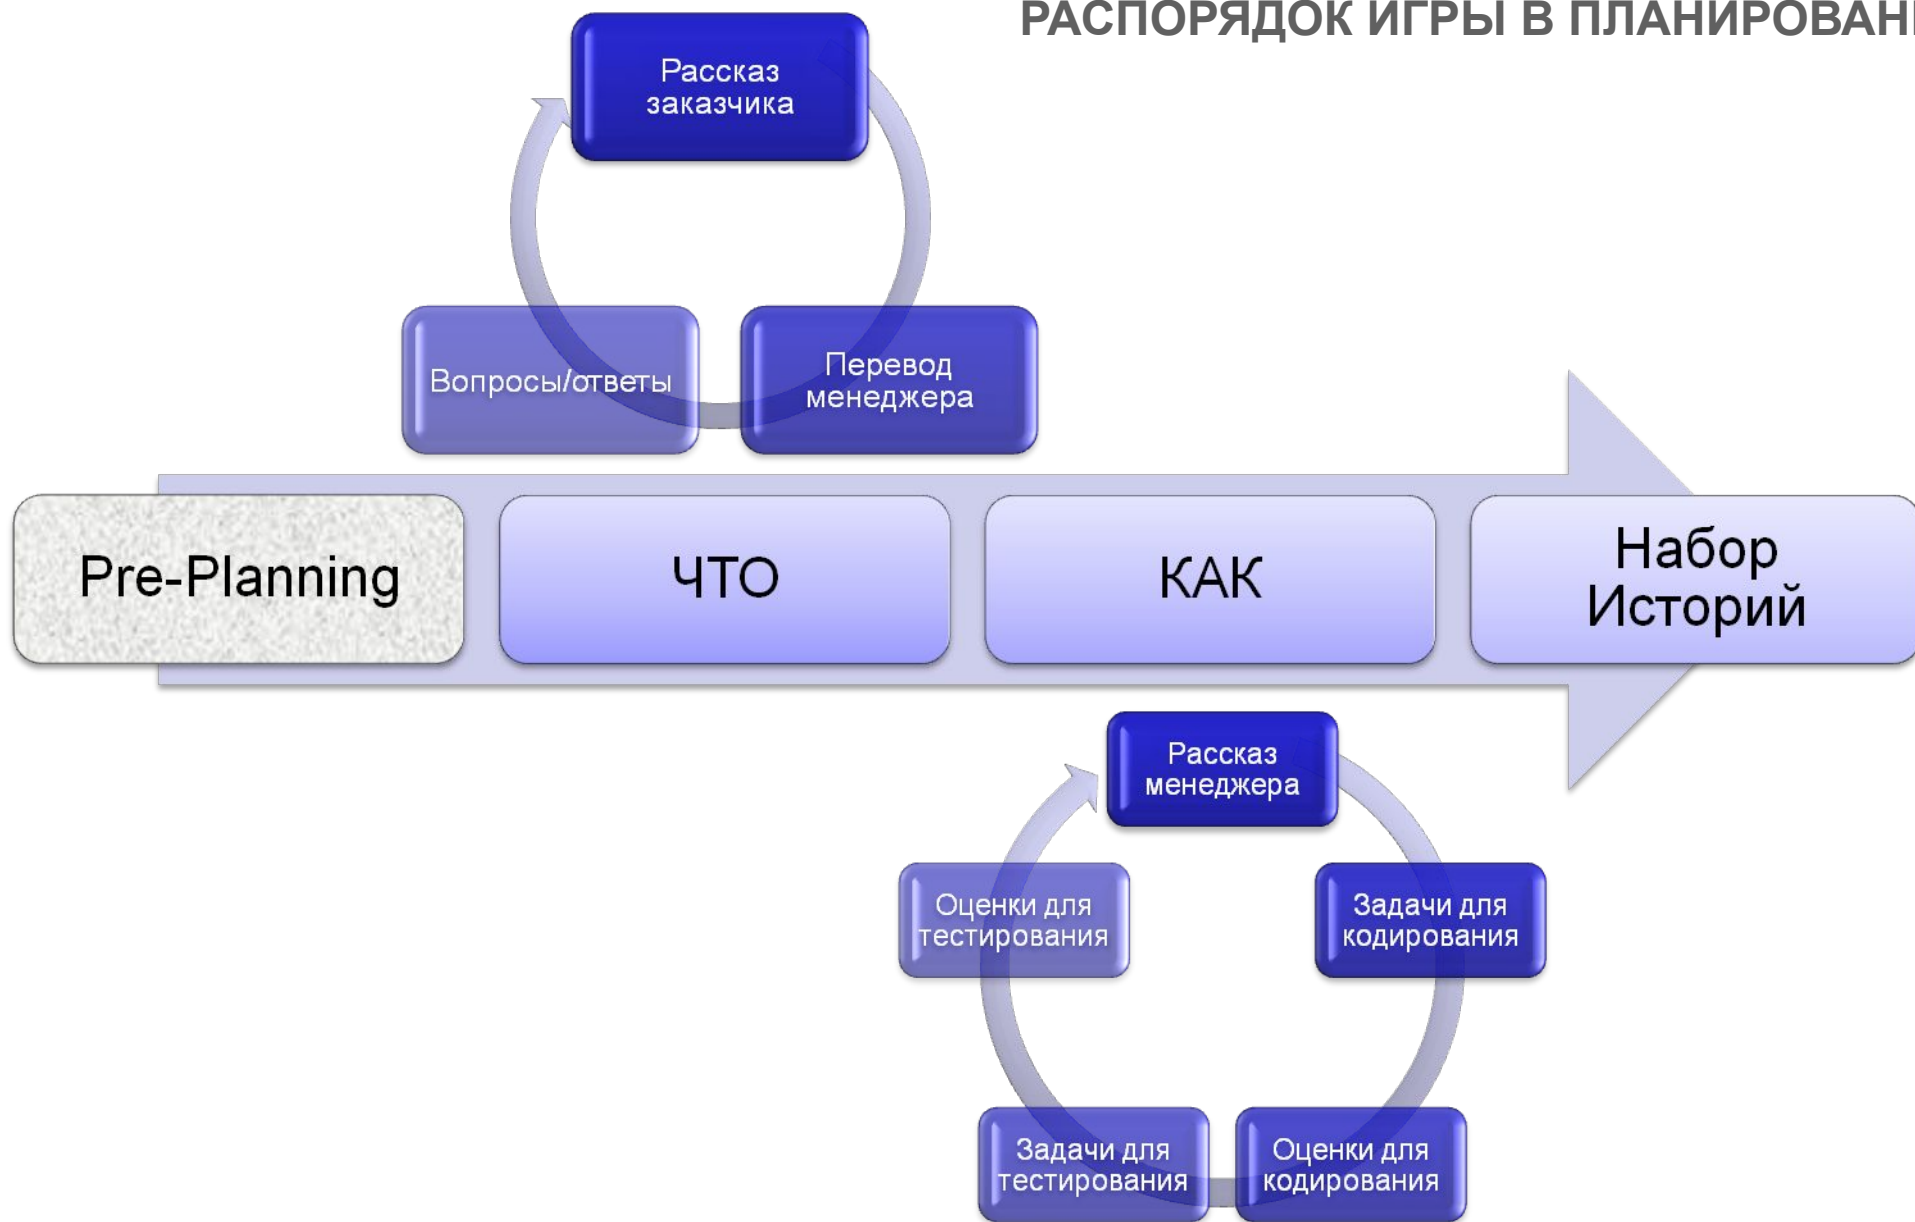 РАСПОРЯДОК ИГРЫ В ПЛАНИРОВАНИ
Рассказ
заказчика
Вопросы/ответы
Перевод
менеджера
Pre-Planning
ЧТО
КАК
Набор
Историй
Рассказ
менеджера
Оценки для
тестирования
Задачи для
кодирования
Задачи для
тестирования
Оценки для
кодирования